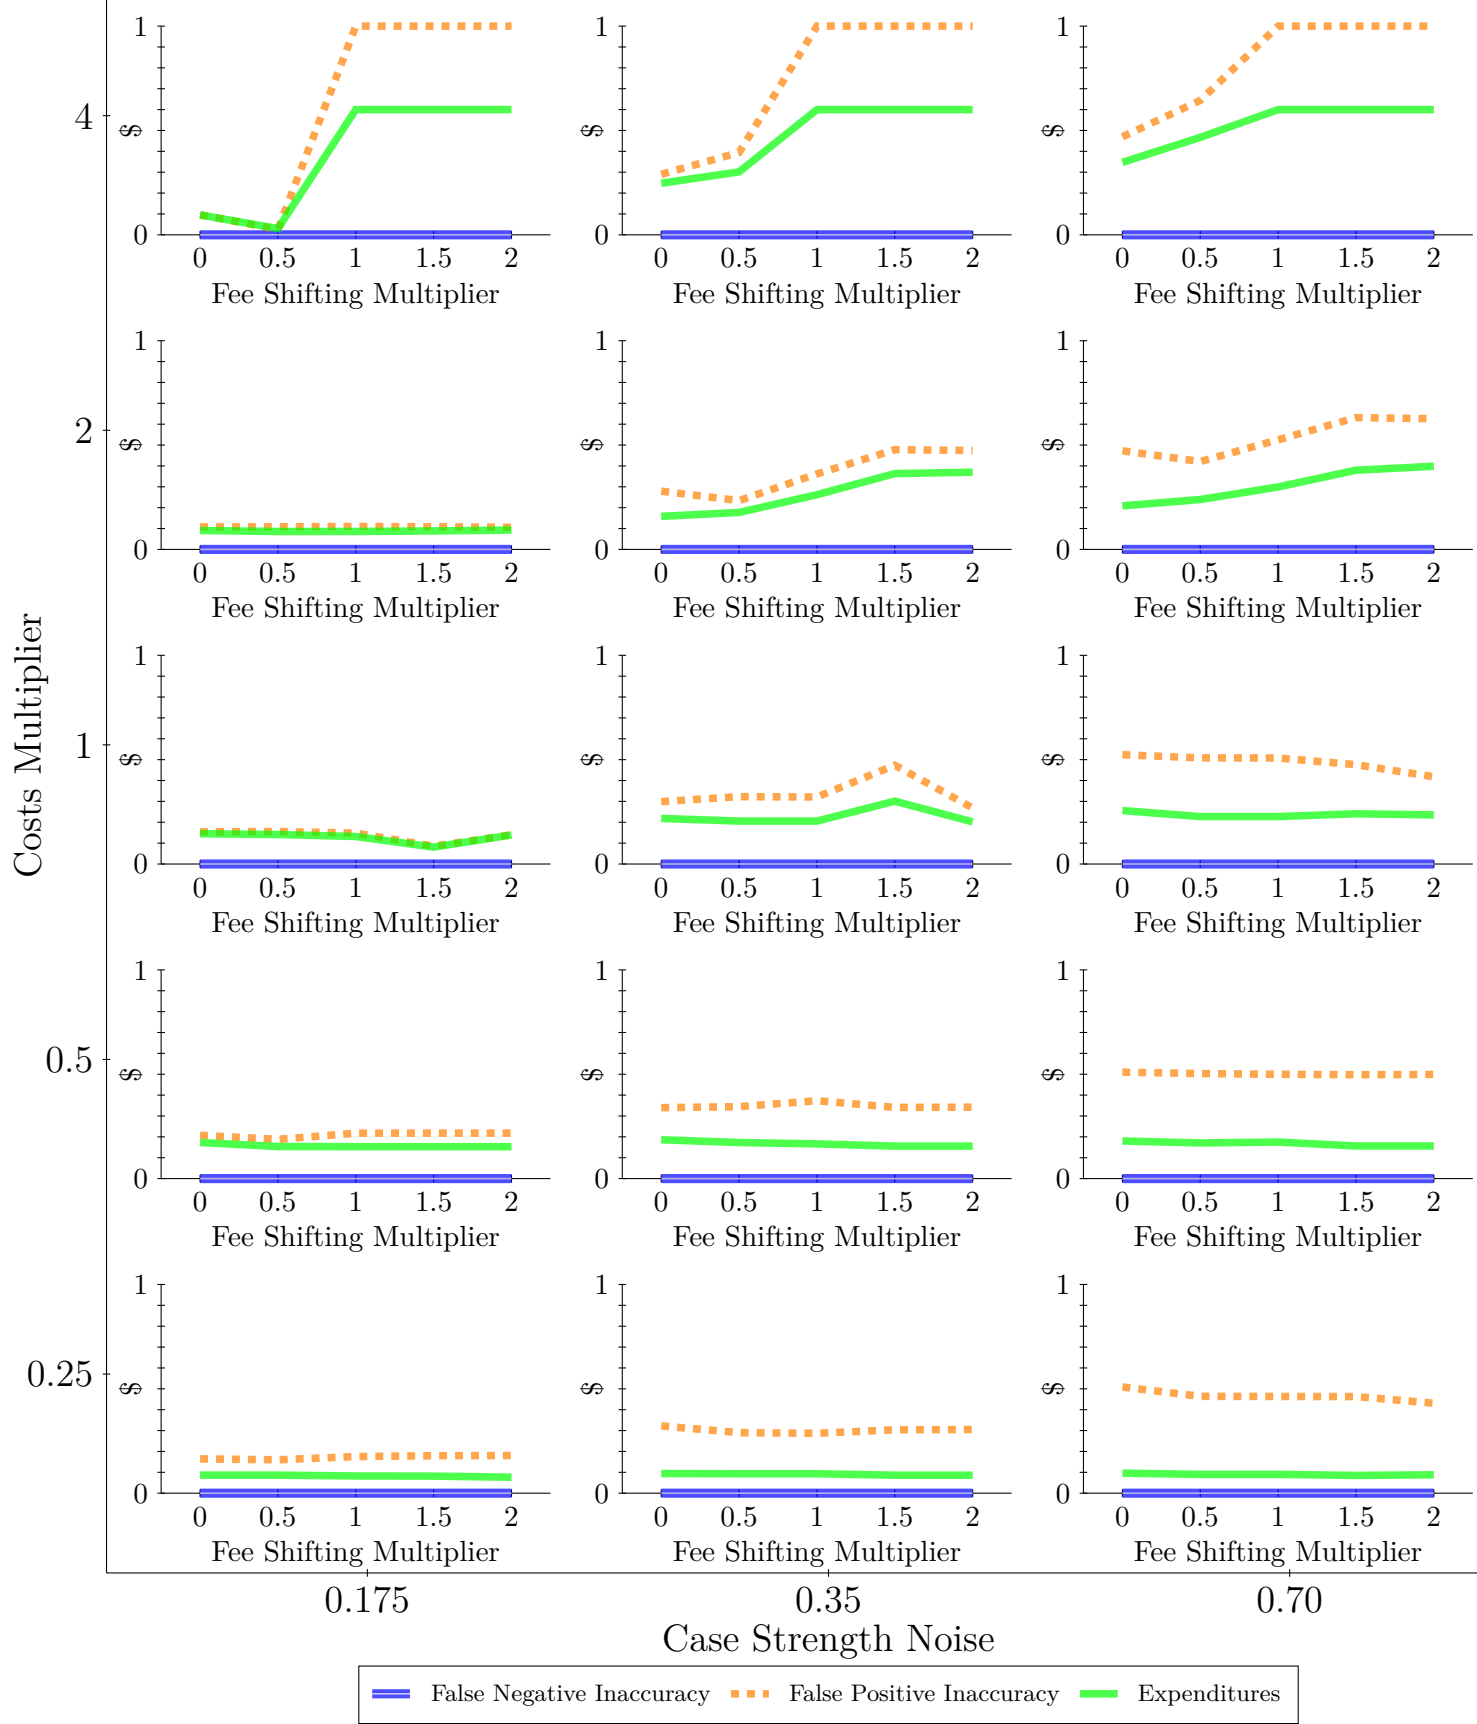 1
1
1
4
$
$
$
0
0
0
0 0.5 1 1.5 2
0 0.5 1 1.5 2
0 0.5 1 1.5 2
Fee Shifting Multiplier
Fee Shifting Multiplier
Fee Shifting Multiplier
1
1
1
2
$
$
$
0
0
0
0 0.5 1 1.5 2
0 0.5 1 1.5 2
0 0.5 1 1.5 2
Fee Shifting Multiplier
Fee Shifting Multiplier
Fee Shifting Multiplier
Costs Multiplier
1
1
1
1
$
$
$
0
0
0
0 0.5 1 1.5 2
0 0.5 1 1.5 2
0 0.5 1 1.5 2
Fee Shifting Multiplier
Fee Shifting Multiplier
Fee Shifting Multiplier
1
1
1
0.5
$
$
$
0
0
0
0 0.5 1 1.5 2
0 0.5 1 1.5 2
0 0.5 1 1.5 2
Fee Shifting Multiplier
Fee Shifting Multiplier
Fee Shifting Multiplier
1
1
1
0.25
$
$
$
0
0
0
0 0.5 1 1.5 2
0 0.5 1 1.5 2
0 0.5 1 1.5 2
Fee Shifting Multiplier
Fee Shifting Multiplier
Fee Shifting Multiplier
0.175 0.35 0.70
Case Strength Noise
False Negative Inaccuracy False Positive Inaccuracy Expenditures